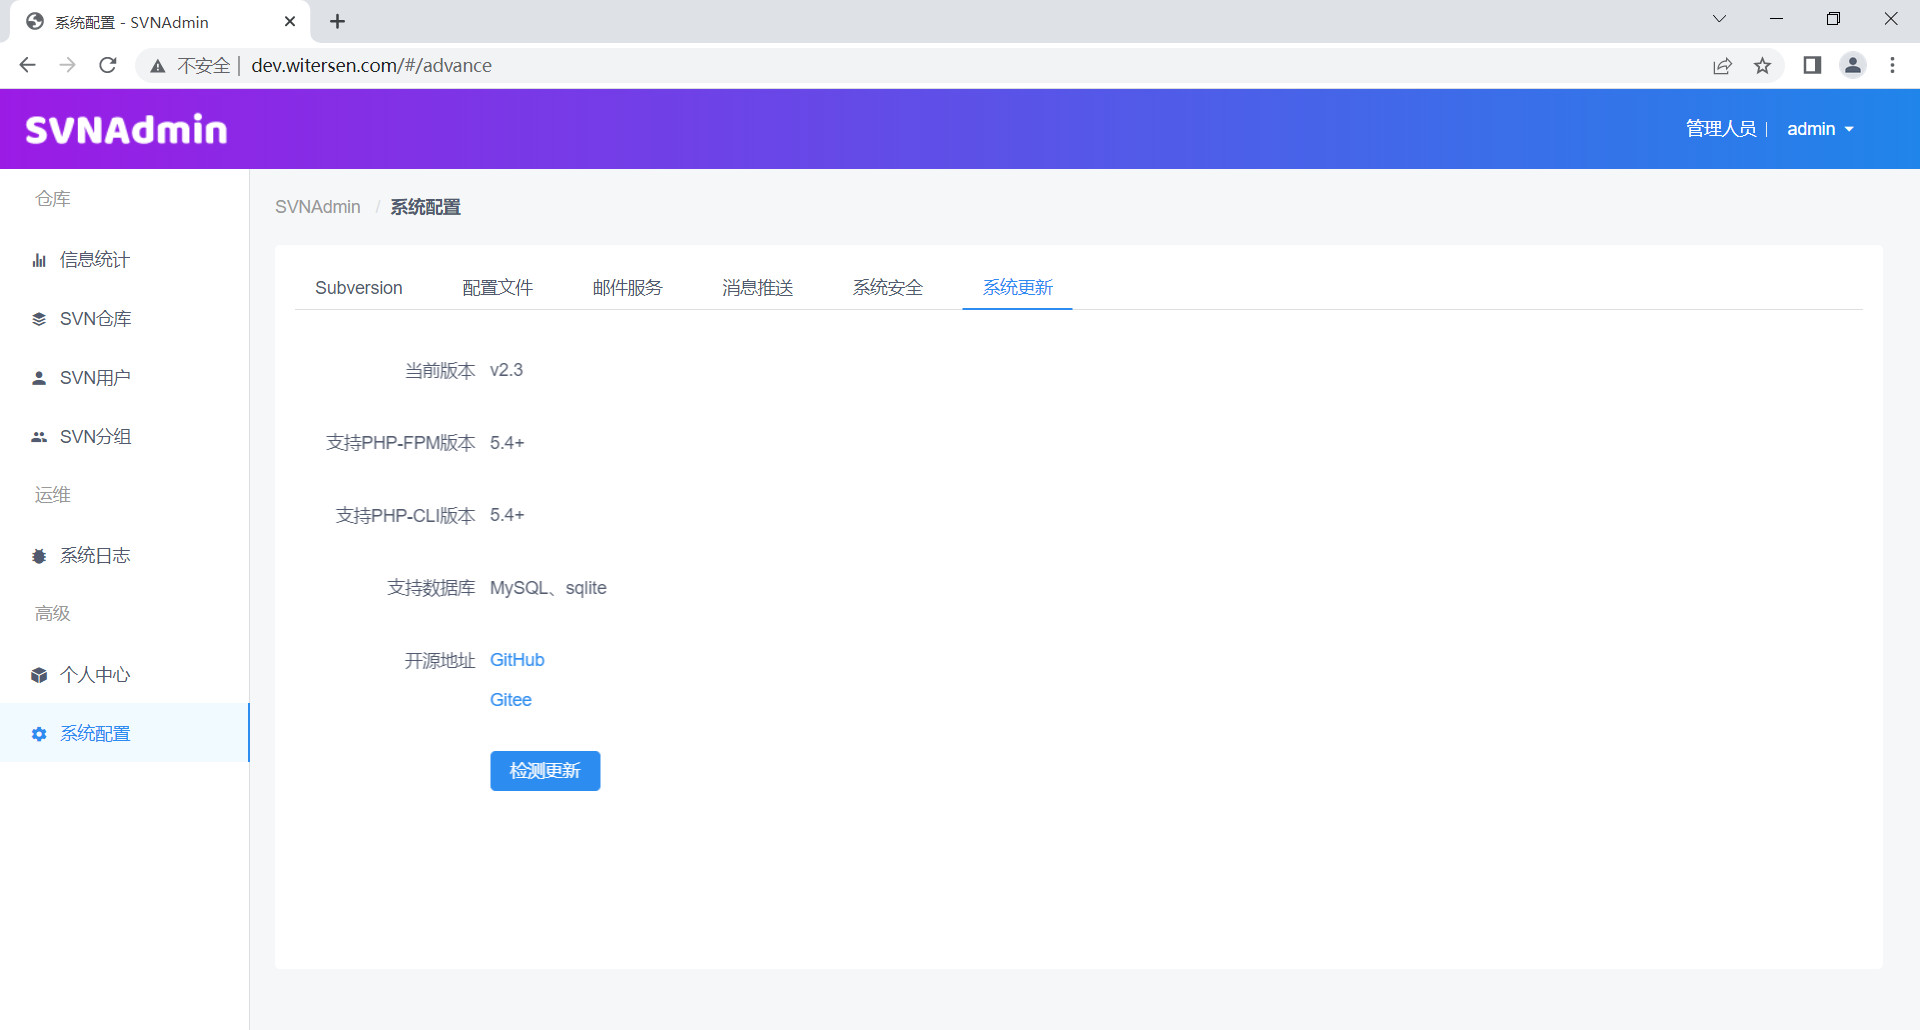 系统配置 - SVNAdmin
不安全 | dev.witersen.com/#/advance
SVNAdmin
管理人员 | admin
仓库
信息统计
SVN仓库
SVN用户
SVN分组
运维
系统日志
高级
个人中心
系统配置
SVNAdmin / 系统配置
Subversion 配置文件 邮件服务 消息推送 系统安全 系统更新
当前版本 v2.3
支持PHP-FPM版本 5.4+
支持PHP-CLI版本 5.4+
支持数据库 MySQL、sqlite
开源地址 GitHub
Gitee
检测更新